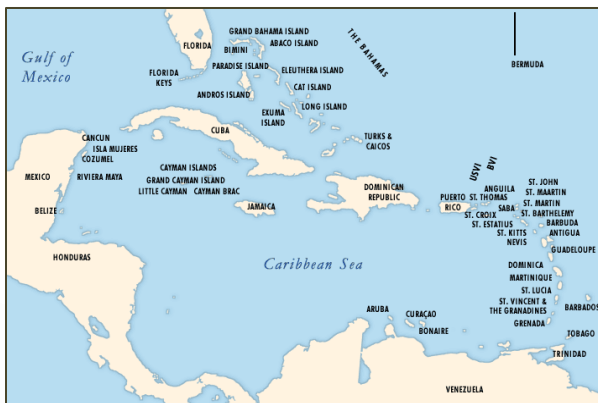 GRAND BAHAMA ISLAND
FLORIDA
ABACO ISLAND
BIMINI
THE BAHAMAS
Gulf of
Mexico
PARADISE ISLAND
BERMUDA
FLORIDA
KEYS
ELEUTHERA ISLAND
CAT ISLAND
ANDROS ISLAND
LONG ISLAND
EXUMA
ISLAND
CUBA
TURKS &
CAICOS
CANCUN
ISLA MUJERES
COZUMEL
MEXICO
RIVIERA MAYA
CAYMAN ISLANDS
GRAND CAYMAN ISLAND
LITTLE CAYMAN CAYMAN BRAC
JAMAICA
DOMINICAN
REPUBLIC
USVI
BVI
PUERTO
RICO
ST. THOMAS
ANGUILA
ST. JOHN
ST. MAARTIN
ST. MARTIN
SABA
ST. BARTHELEMY
ST. CROIX
ST. ESTATIUS
BARBUDA
ST. KITTS
NEVIS
ANTIGUA
BELIZE
GUADELOUPE
HONDURAS
Caribbean Sea
DOMINICA
MARTINIQUE
ST. LUCIA
ST. VINCENT &
THE GRANADINES
BARBADOS
GRENADA
ARUBA
CURAÇAO
BONAIRE
TOBAGO
TRINIDAD
VENEZUELA